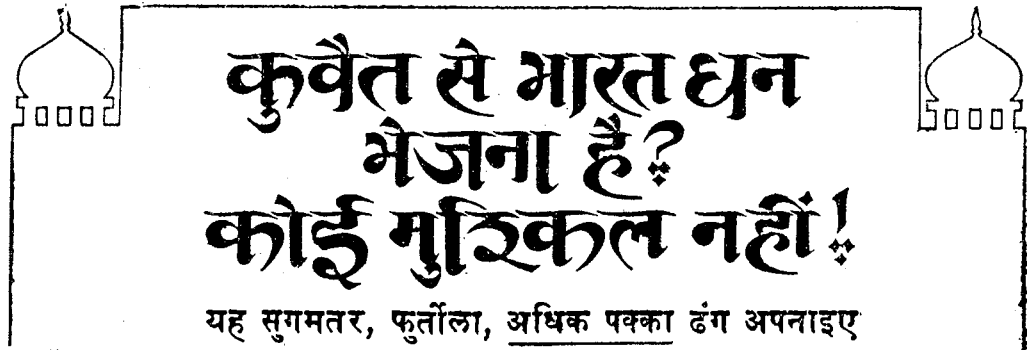 कुवैत से भारत धन
भेजना है?
कोई मुश्किल नहीं!
यह सुगमतर, फुर्तीला, अधिक पक्का ढंग अपनाइए